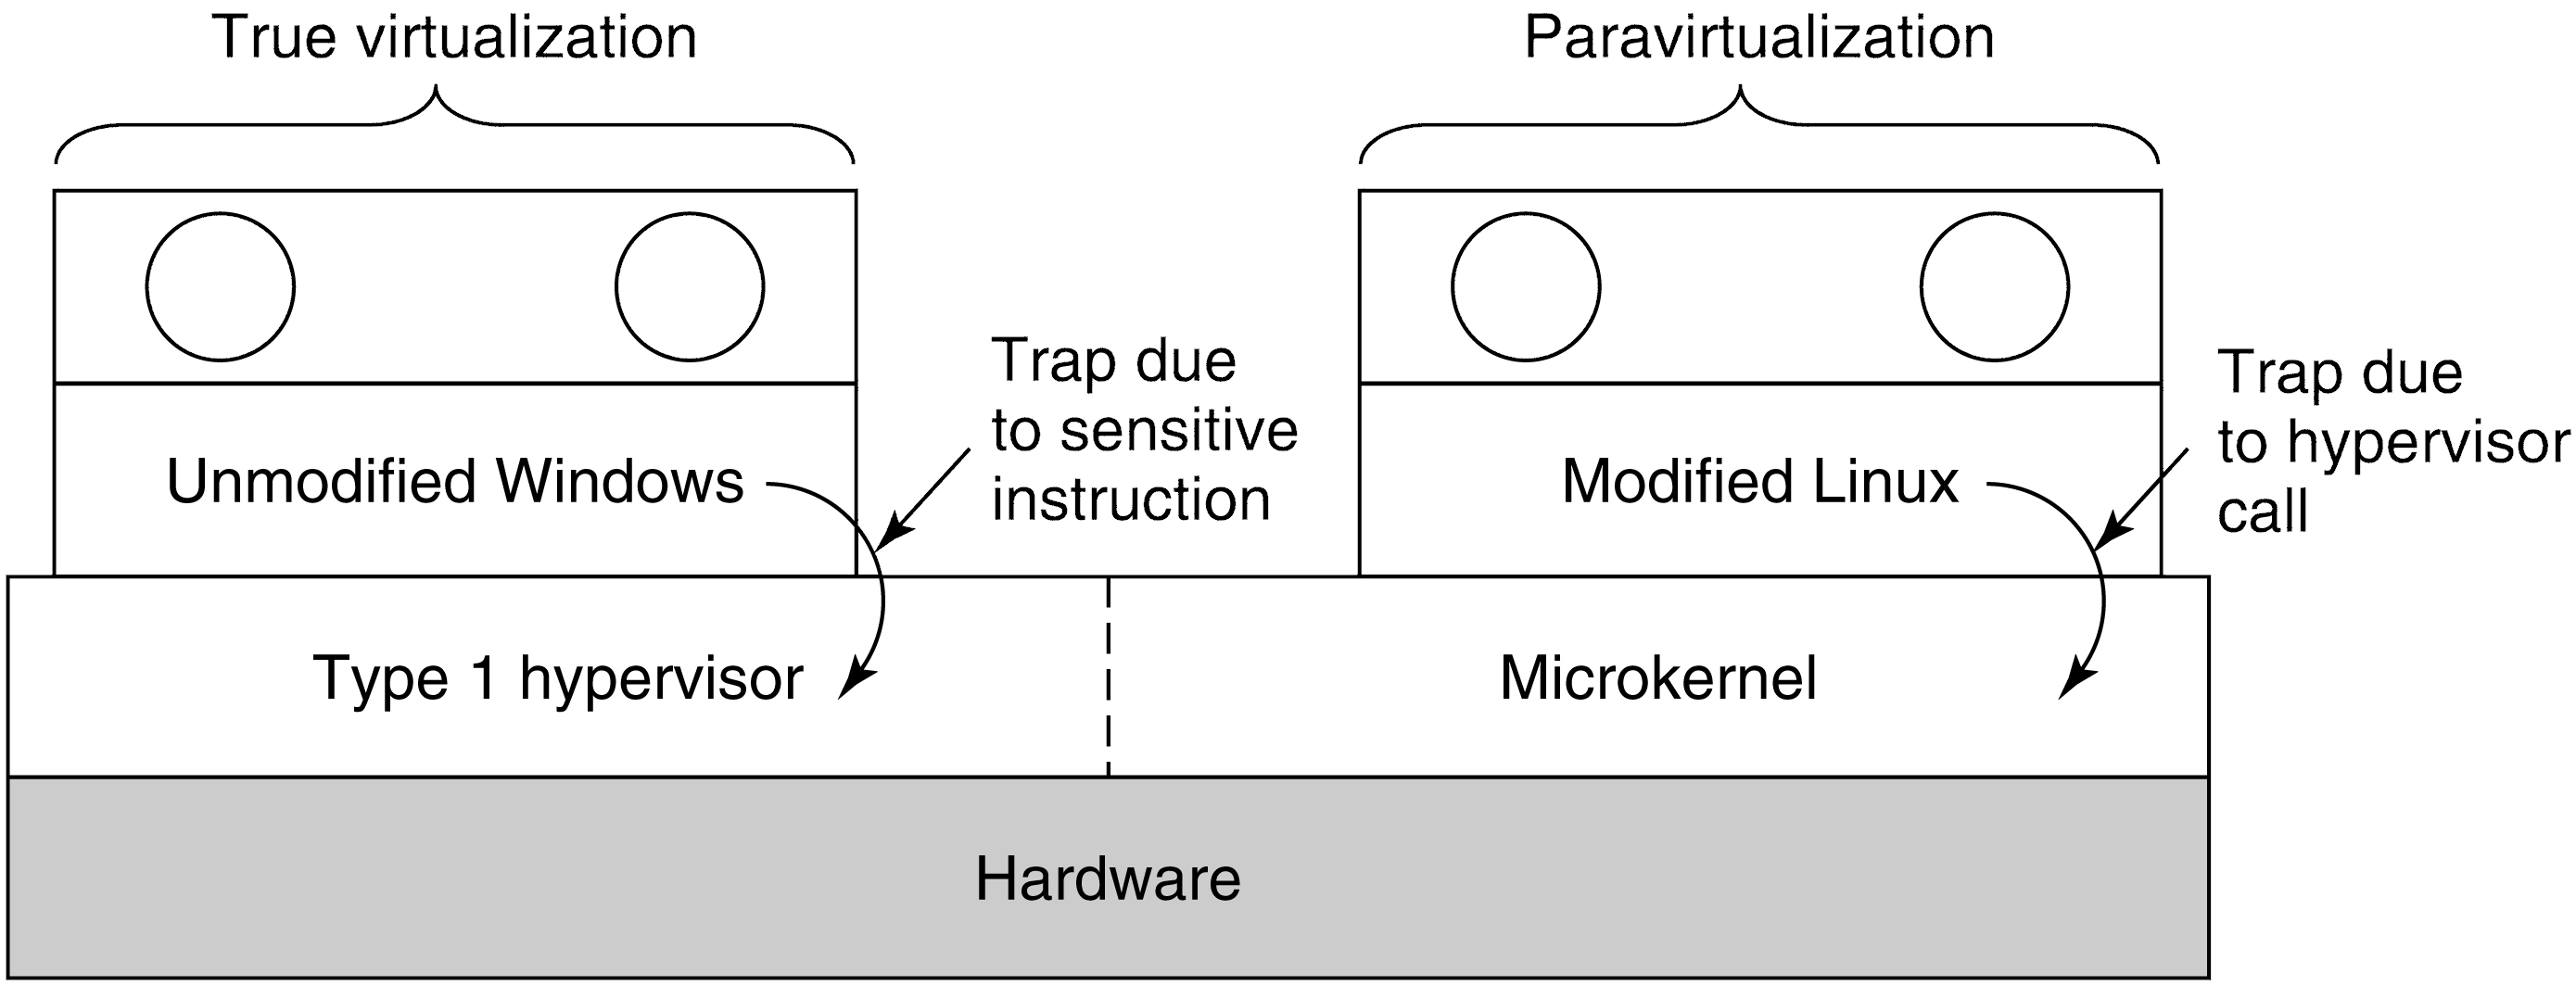 True virtualization
Paravirtualization
Trap due
to sensitive
instruction
Trap due
to hypervisor
call
Unmodified Windows
Modified Linux
Type 1 hypervisor
Microkernel
Hardware